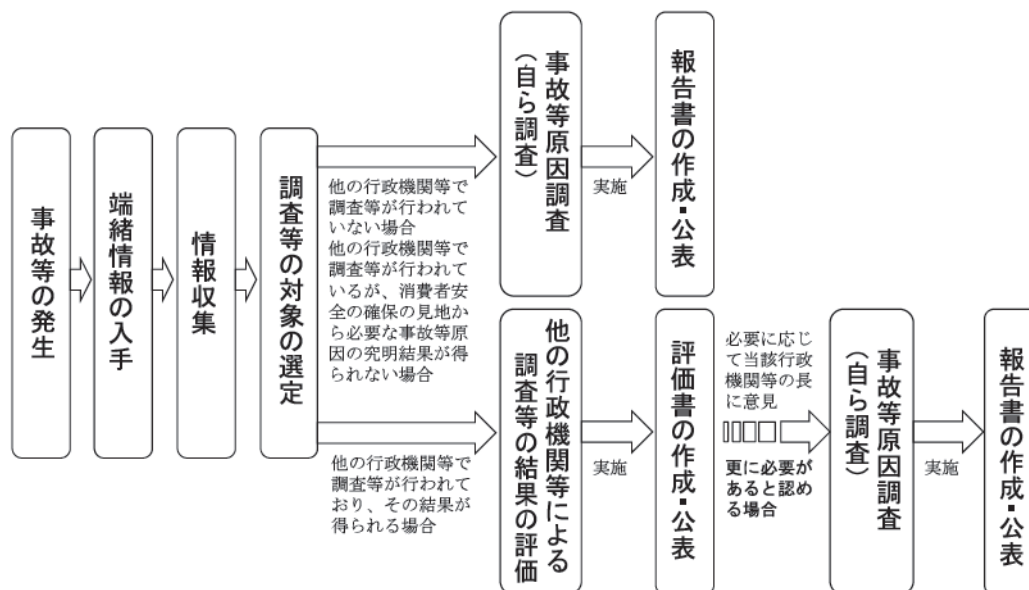 事故等の発生
端緒情報の入手
情報収集
調査等の対象の選定
他の行政機関等で
調査等が行われて
いない場合
他の行政機関等で
調査等が行われて
いるが、消費者安
全の確保の見地か
ら必要な事故等原
因の究明結果が得
られない場合
事故等原因調査
（自ら調査）
実施
報告書の作成・公表
他の行政機関等で
調査等が行われて
おり、その結果が
得られる場合
他の行政機関等による
調査等の結果の評価
実施
評価書の作成・公表
必要に応じ
て当該行政
機関等の長
に意見
更に必要が
あると認め
る場合
事故等原因調査
（自ら調査）
実施
報告書の作成・公表